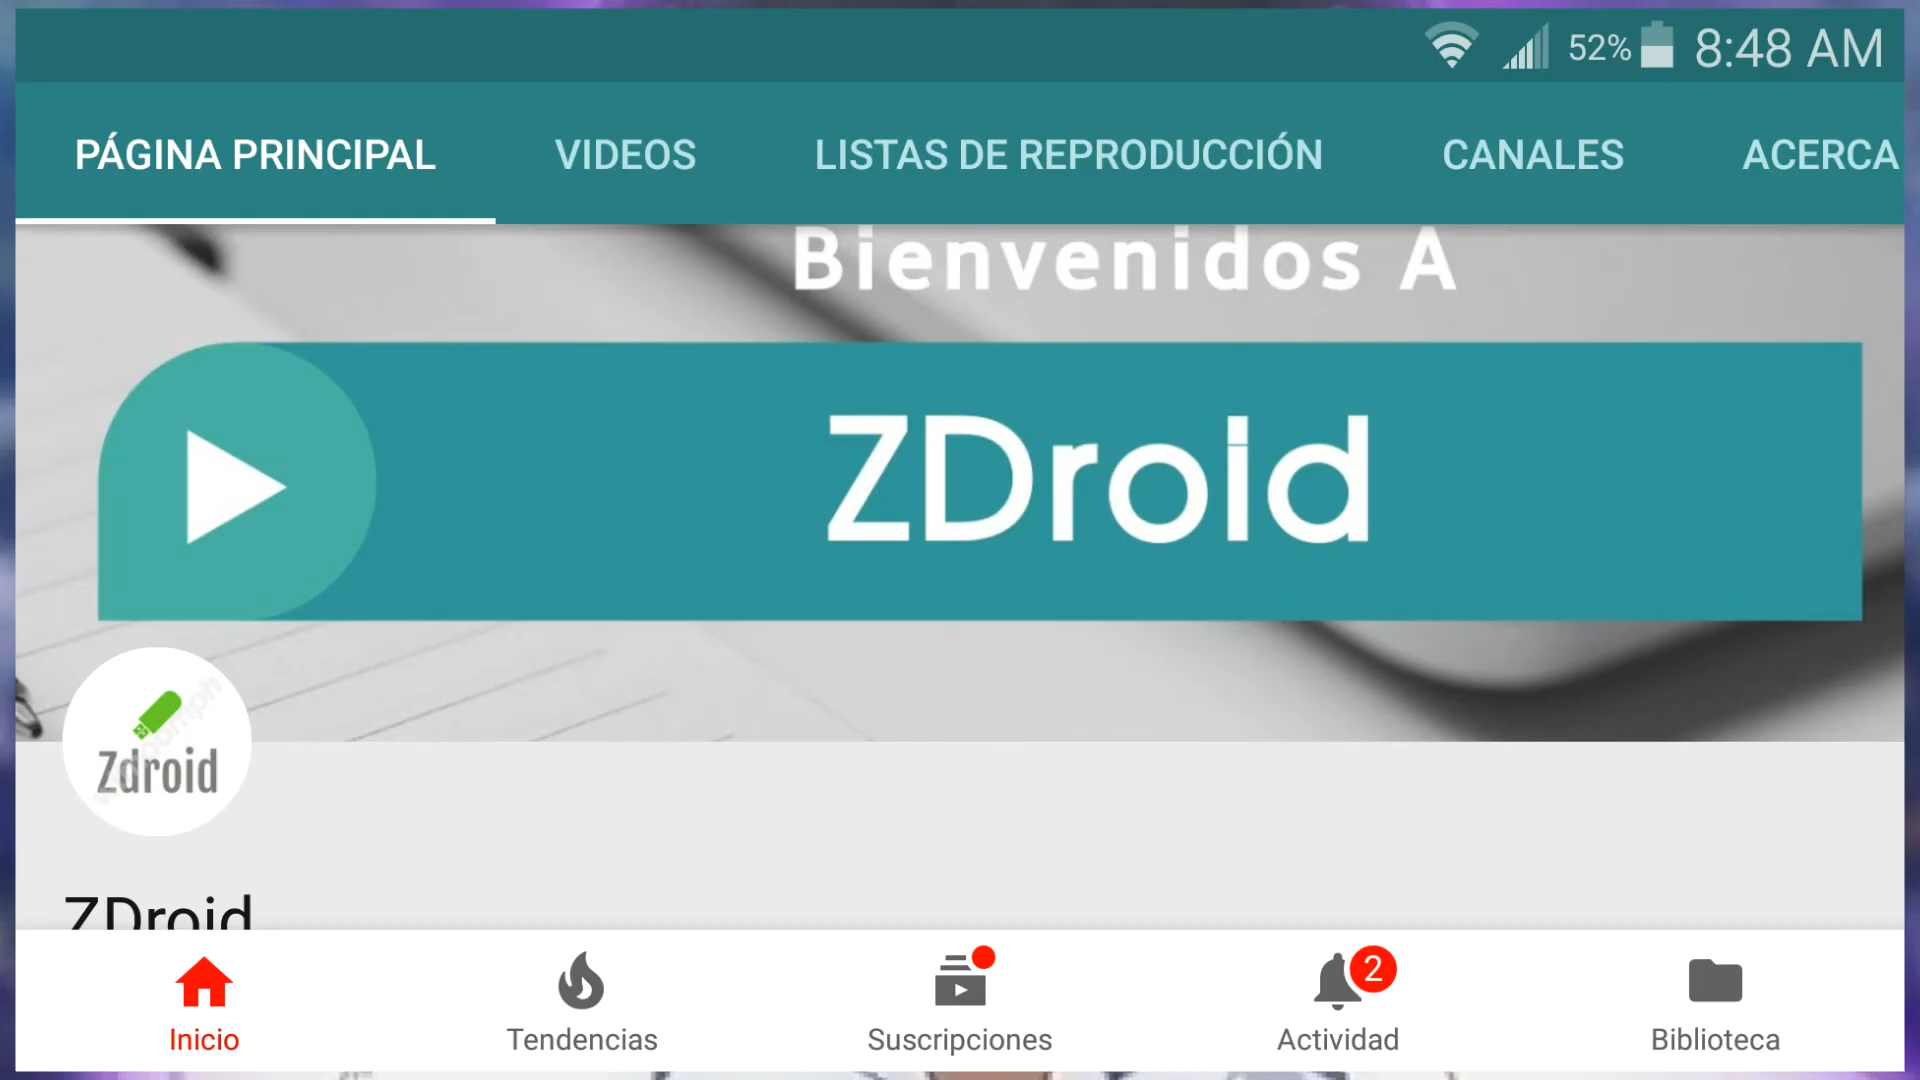 52% 8:48 AM
PÁGINA PRINCIPAL VIDEOS LISTAS DE REPRODUCCIÓN CANALES ACERCA
Bienvenidos A
ZDroid
Zdroid
ZDroid
2
Inicio Tendencias Suscripciones Actividad Biblioteca